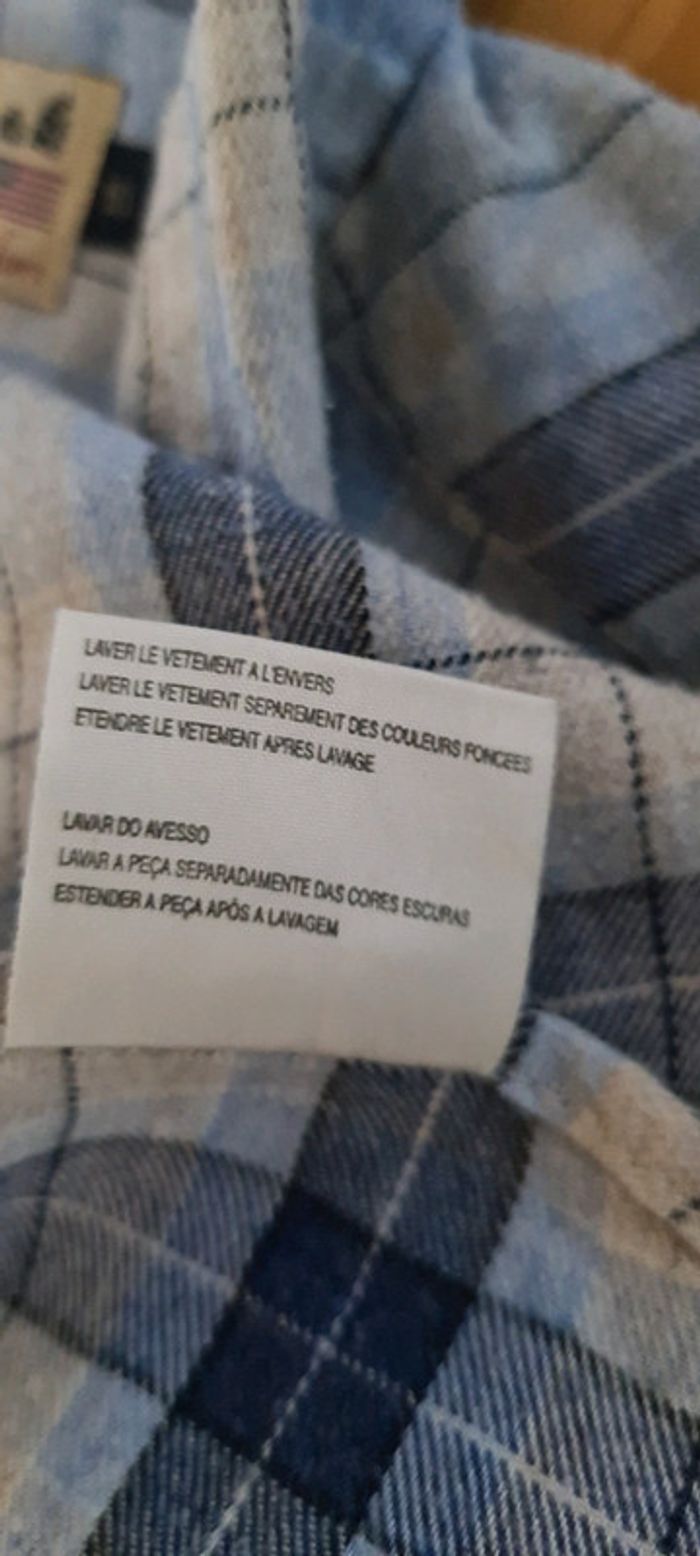 LAVER LE VETEMENT A L'ENVERS
LAVER LE VETEMENT SEPAREMENT DES COULEURS FONCEES
ETENDRE LE VETEMENT APRES LAVAGE
LAVAR DO AVESSO
LAVAR A PEÇA SEPARADAMENTE DAS CORES ESCURAS
ESTENDER A PEÇA APÓS A LAVAGEM